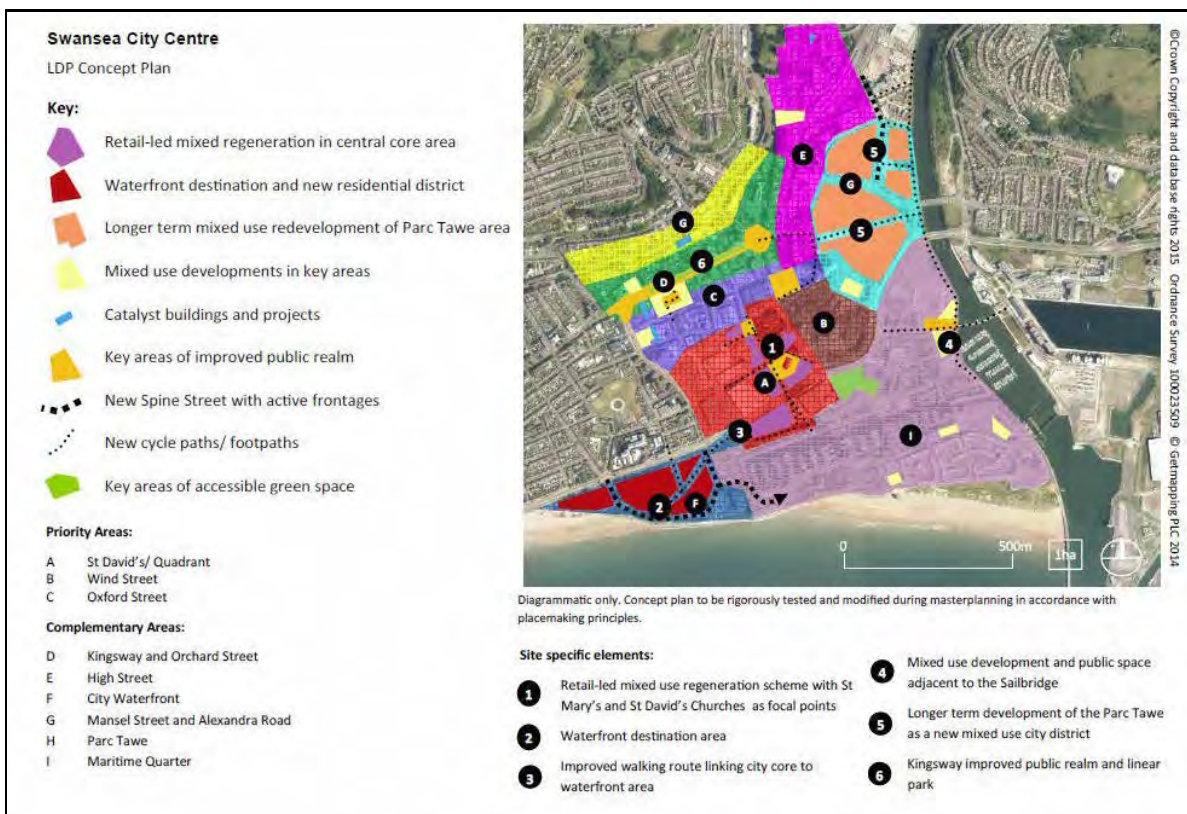 Swansea City Centre
LDP Concept Plan
Key:
Retail-led mixed regeneration in central core area
Waterfront destination and new residential district
Longer term mixed use redevelopment of Parc Tawe area
Mixed use developments in key areas
Catalyst buildings and projects
Key areas of improved public realm
New Spine Street with active frontages
New cycle paths/ footpaths
Key areas of accessible green space
Priority Areas:
A St David's/ Quadrant
B Wind Street
C Oxford Street
Complementary Areas:
D Kingsway and Orchard Street
E High Street
F City Waterfront
G Mansel Street and Alexandra Road
H Parc Tawe
I Maritime Quarter
E
5
G
G
5
6
D
C
B
1
4
A
3
I
2
F
0 500m
1ha
©Crown Copyright and database rights 2015 Ordnance Survey 100023509 © Getmapping PLC 2014
Diagrammatic only. Concept plan to be rigorously tested and modified during masterplanning in accordance with
placemaking principles.
Site specific elements:
1 Retail-led mixed use regeneration scheme with St
Mary's and St David's Churches as focal points
2 Waterfront destination area
3 Improved walking route linking city core to
waterfront area
4 Mixed use development and public space
adjacent to the Sailbridge
5 Longer term development of the Parc Tawe
as a new mixed use city district
6 Kingsway improved public realm and linear
park